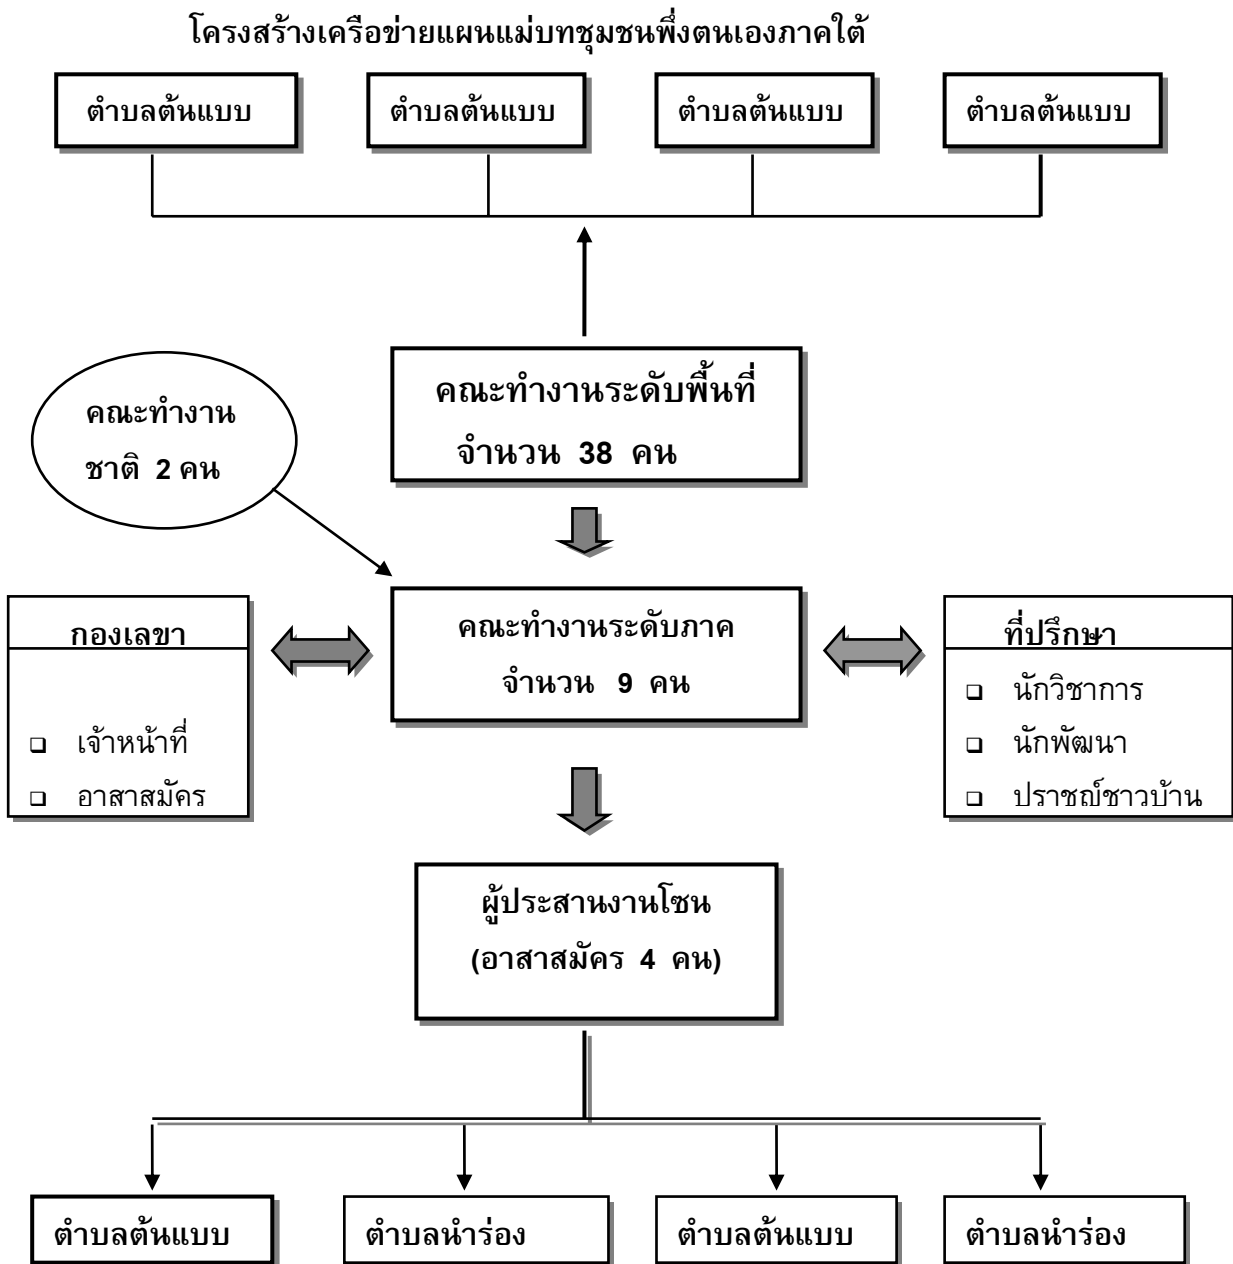 โครงสร้างเครือข่ายแผนแม่บทชุมชนพึ่งตนเองภาคใต้
ตำบลต้นแบบ
ตำบลต้นแบบ
ตำบลต้นแบบ
ตำบลต้นแบบ
คณะทำงานระดับพื้นที่
จำนวน 38 คน
คณะทำงาน
ชาติ 2 คน
กองเลขา
เจ้าหน้าที่
อาสาสมัคร
คณะทำงานระดับภาค
จำนวน 9 คน
ที่ปรึกษา
นักวิชาการ
นักพัฒนา
ปราชญ์ชาวบ้าน
ผู้ประสานงานโซน
(อาสาสมัคร 4 คน)
ตำบลต้นแบบ
ตำบลนำร่อง
ตำบลต้นแบบ
ตำบลนำร่อง